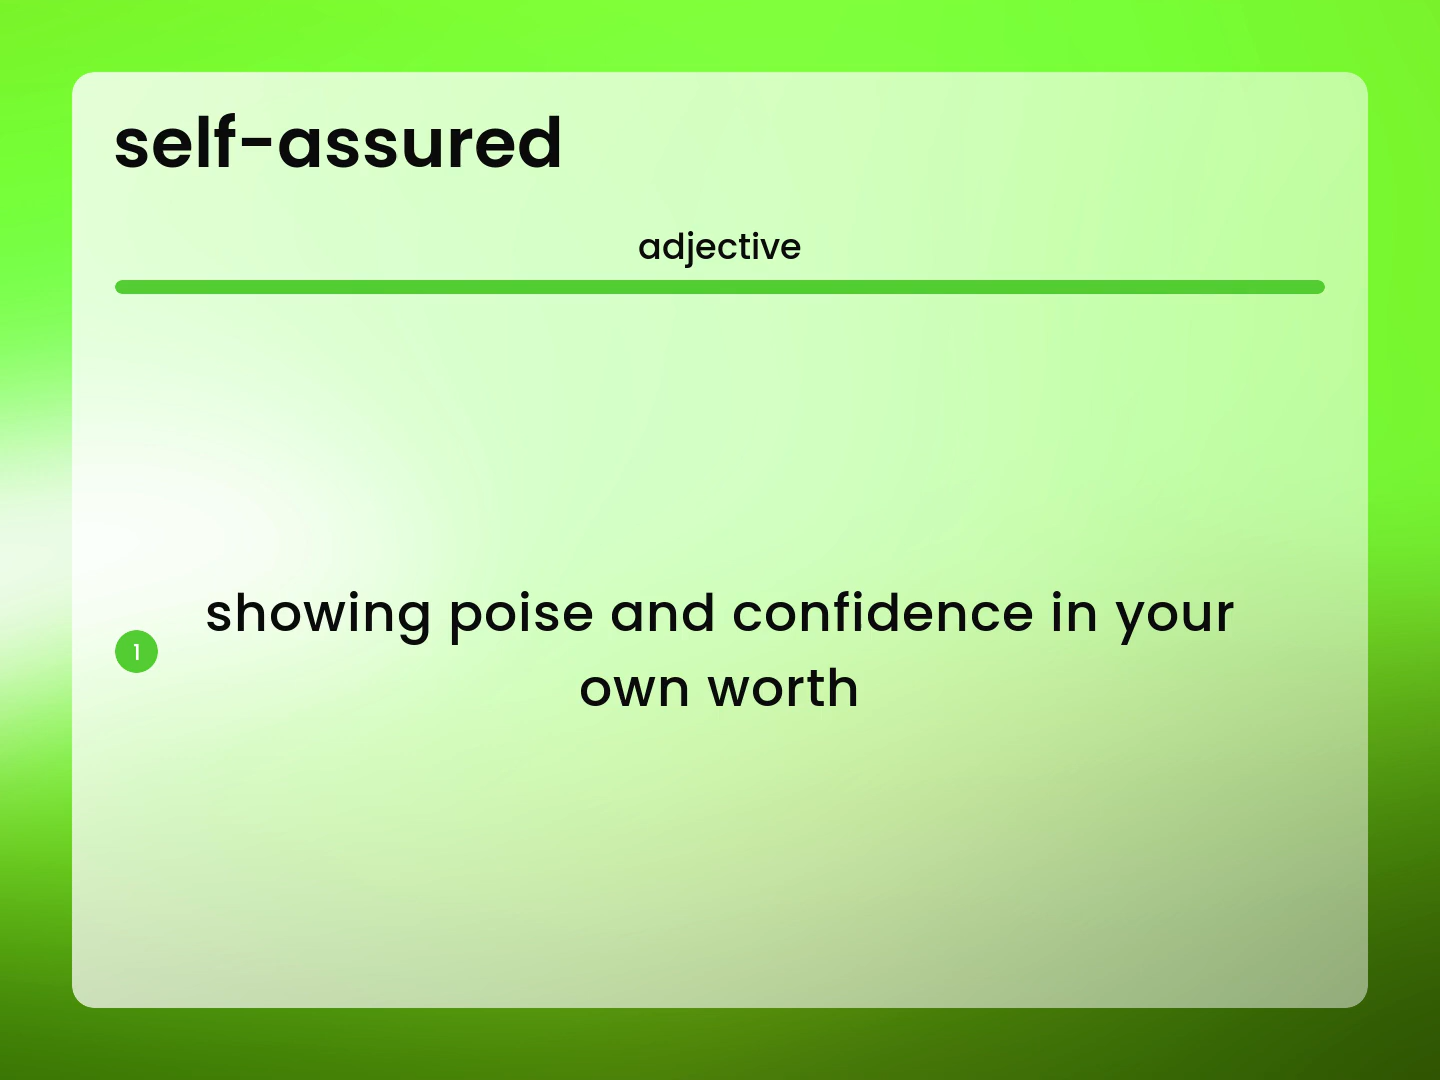 self-assured
adjective
showing poise and confidence in your
1
own worth